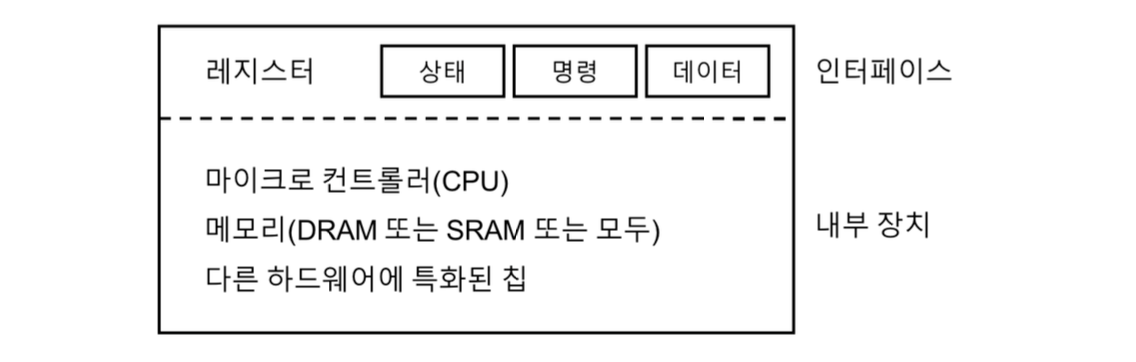 레지스터 상태 명령 데이터 인터페이스
마이크로 컨트롤러(CPU)
메모리(DRAM 또는 SRAM 또는 모두) 내부 장치
다른 하드웨어에 특화된 칩